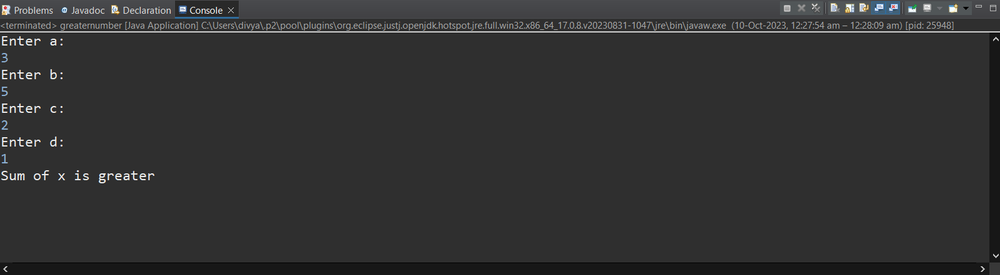 Problems @ Javadoc Declaration Console
<terminated> greaternumber [Java Application] C:\Users\divya\.p2\pool\plugins\org.eclipse.justj.openjdk.hotspot.jre.full.win32.x86_64_17.0.8.v20230831-1047\jre\bin\javaw.exe (10-Oct-2023, 12:27:54 am – 12:28:09 am) [pid: 25948]
Enter a:
3
Enter b:
5
Enter c:
2
Enter d:
1
Sum of x is greater